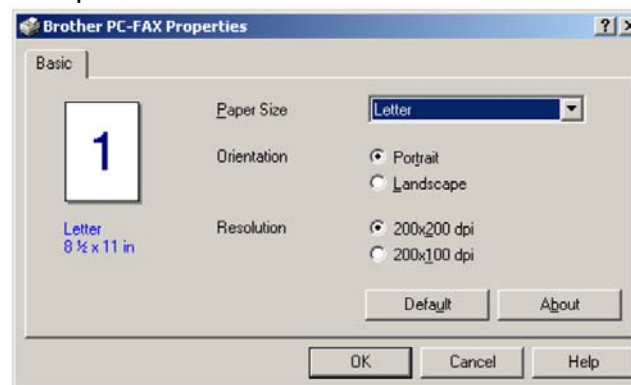 Brother PC-FAX Properties
Basic
1
Paper Size
Letter
Orientation
Portrait
Landscape
Letter
8 ½ x 11 in
Resolution
200x200 dpi
200x100 dpi
Default
About
OK
Cancel
Help